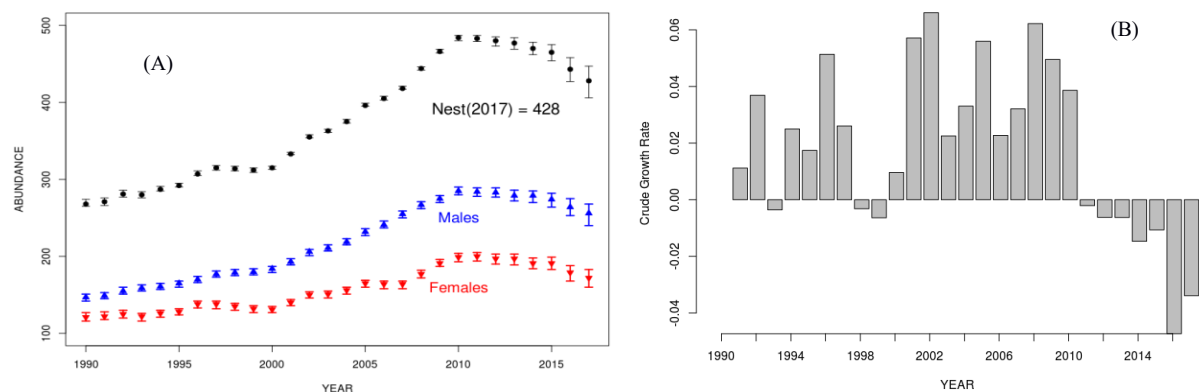 (A)
ABUNDANCE
500
400
300
200
100
Nest(2017) = 428
Males
Females
1990 1995 2000 2005 2010 2015
YEAR
(B)
Crude Growth Rate
0.06
0.04
0.02
0.00
-0.02
-0.04
1990 1994 1998 2002 2006 2010 2014
YEAR